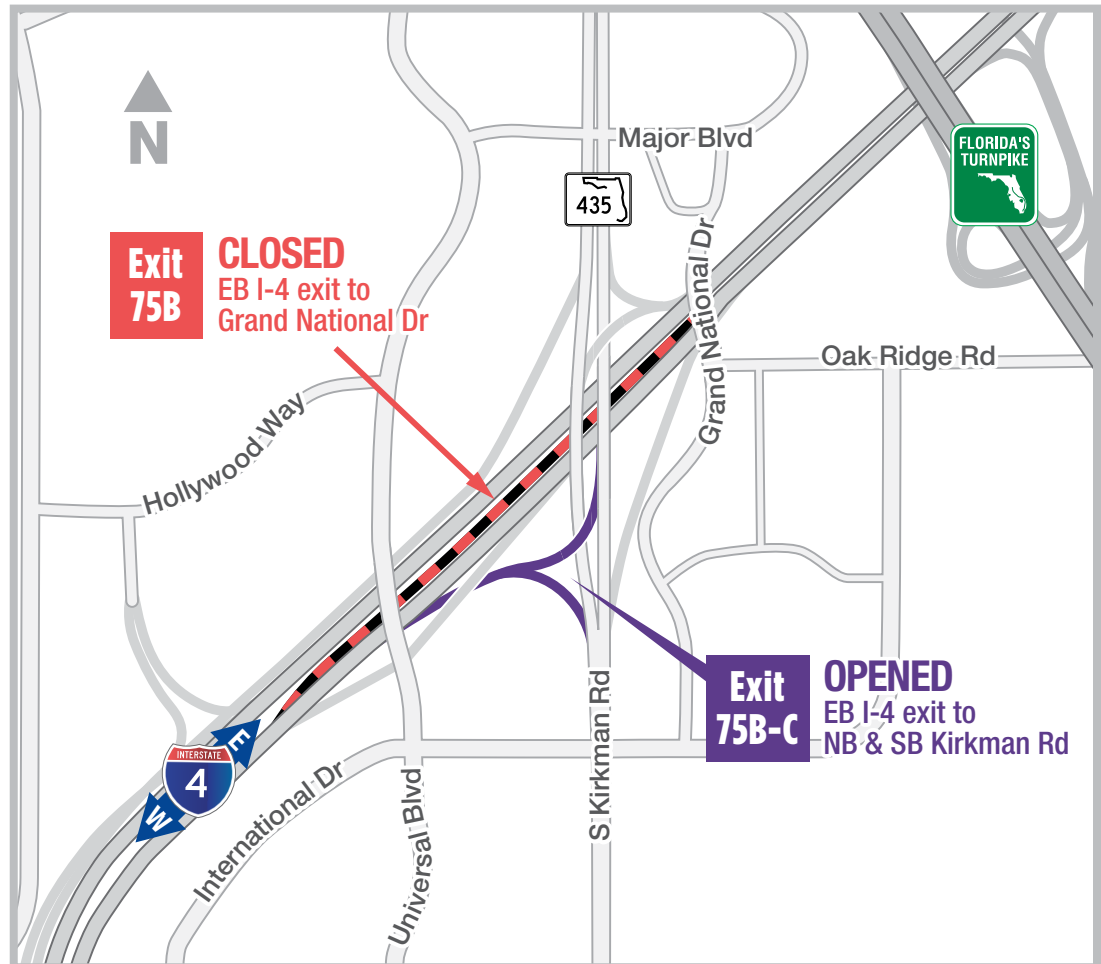 N
Major Blvd
FLORIDA'S
TURNPIKE
435
Exit
75B
CLOSED
EB I-4 exit to
Grand National Dr
Grand National Dr
Oak Ridge Rd
Hollywood Way
Exit
75B-C
OPENED
EB I-4 exit to
NB & SB Kirkman Rd
S Kirkman Rd
E
INTERSTATE
4
W
International Dr
Universal Blvd